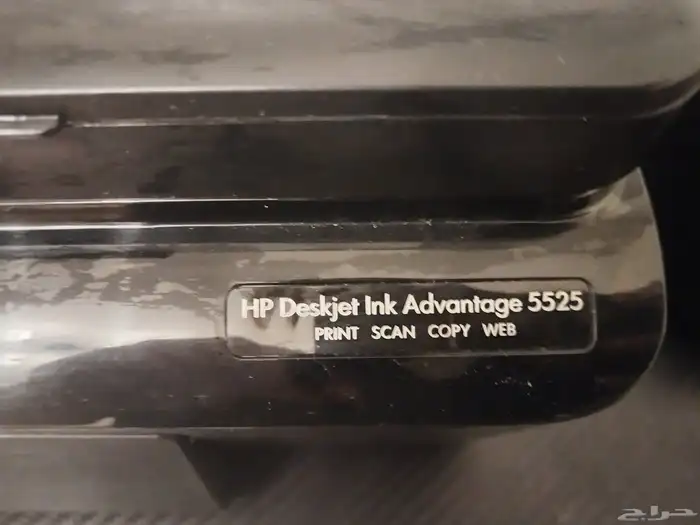 HP Deskjet Ink Advantage 5525
PRINT SCAN COPY WEB
حراج